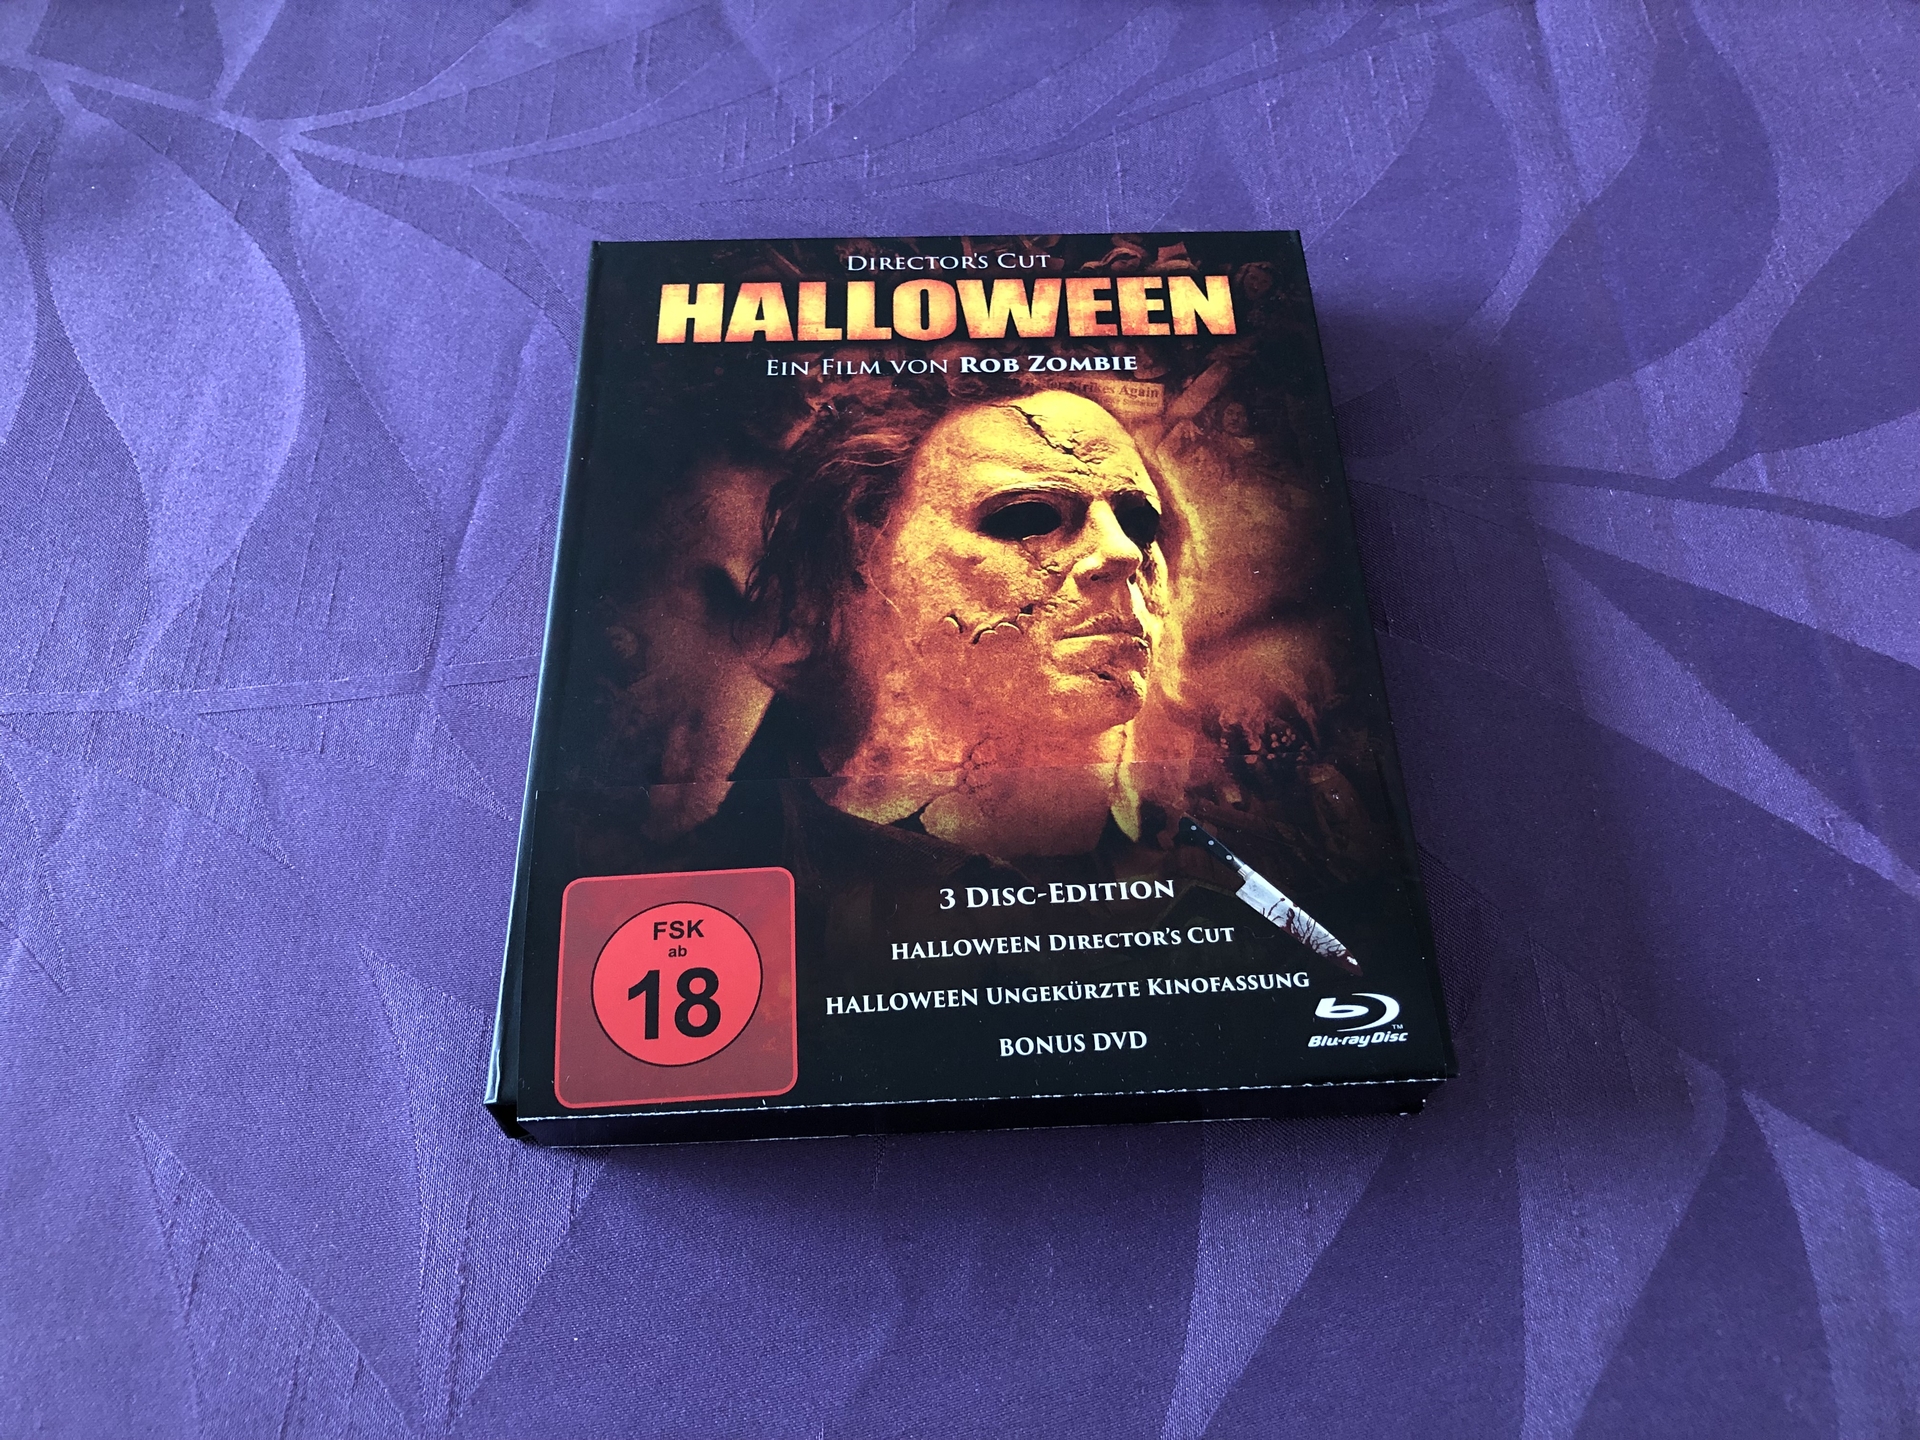 DIRECTOR'S CUT
HALLOWEEN
EIN FILM VON ROB ZOMBIE
Strikes Again
3 DISC-EDITION
HALLOWEEN DIRECTOR'S CUT
HALLOWEEN UNGEKÜRZTE KINOFASSUNG
BONUS DVD
FSK
ab
18
Blu-ray Disc
TM